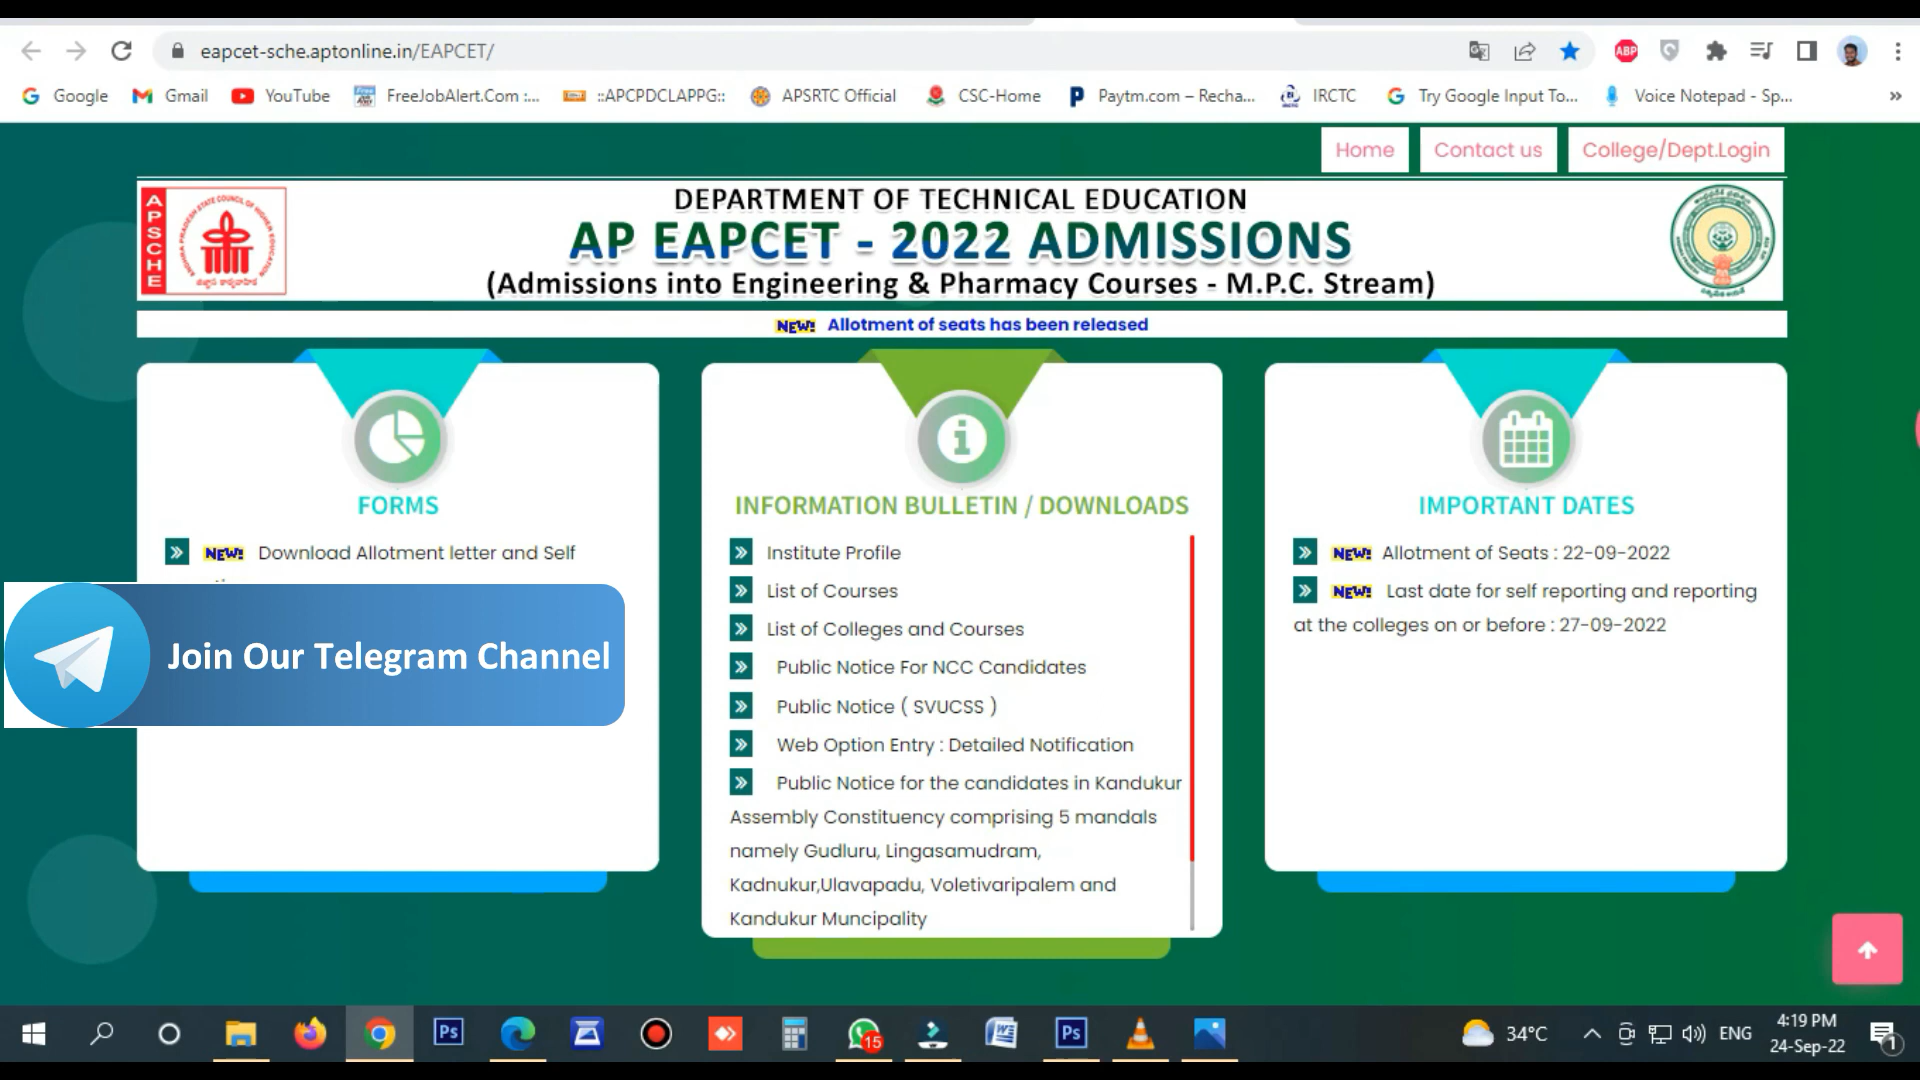 eapcet-sche.aptonline.in/EAPCET/
ABP
Google
Gmail
YouTube
FreeJobAlert.Com :...
::APCPDCLAPPG::
APSRTC Official
CSC-Home
Paytm.com – Recha...
IRCTC
Try Google Input To...
Voice Notepad - Sp...
Home
Contact us
College/Dept.Login
APSCHE
DEPARTMENT OF TECHNICAL EDUCATION
AP EAPCET - 2022 ADMISSIONS
(Admissions into Engineering & Pharmacy Courses - M.P.C. Stream)
NEW! Allotment of seats has been released
FORMS
NEW! Download Allotment letter and Self
Join Our Telegram Channel
INFORMATION BULLETIN / DOWNLOADS
Institute Profile
List of Courses
List of Colleges and Courses
Public Notice For NCC Candidates
Public Notice ( SVUCSS )
Web Option Entry : Detailed Notification
Public Notice for the candidates in Kandukur
Assembly Constituency comprising 5 mandals
namely Gudluru, Lingasamudram,
Kadnukur,Ulavapadu, Voletivaripalem and
Kandukur Muncipality
IMPORTANT DATES
NEW! Allotment of Seats : 22-09-2022
NEW! Last date for self reporting and reporting
at the colleges on or before : 27-09-2022
Ps
15
Ps
34°C
ENG
4:19 PM
24-Sep-22
1